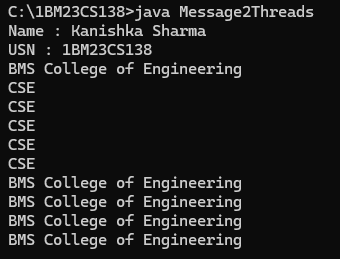 C:\1BM23CS138>java Message2Threads
Name : Kanishka Sharma
USN : 1BM23CS138
BMS College of Engineering
CSE
CSE
CSE
CSE
CSE
BMS College of Engineering
BMS College of Engineering
BMS College of Engineering
BMS College of Engineering